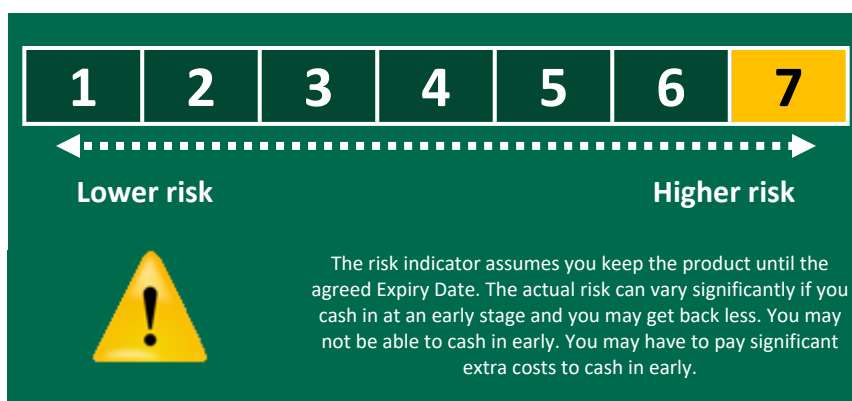 1 2 3 4 5 6 7
Lower risk Higher risk
!
The risk indicator assumes you keep the product until the
agreed Expiry Date. The actual risk can vary significantly if you
cash in at an early stage and you may get back less. You may
not be able to cash in early. You may have to pay significant
extra costs to cash in early.